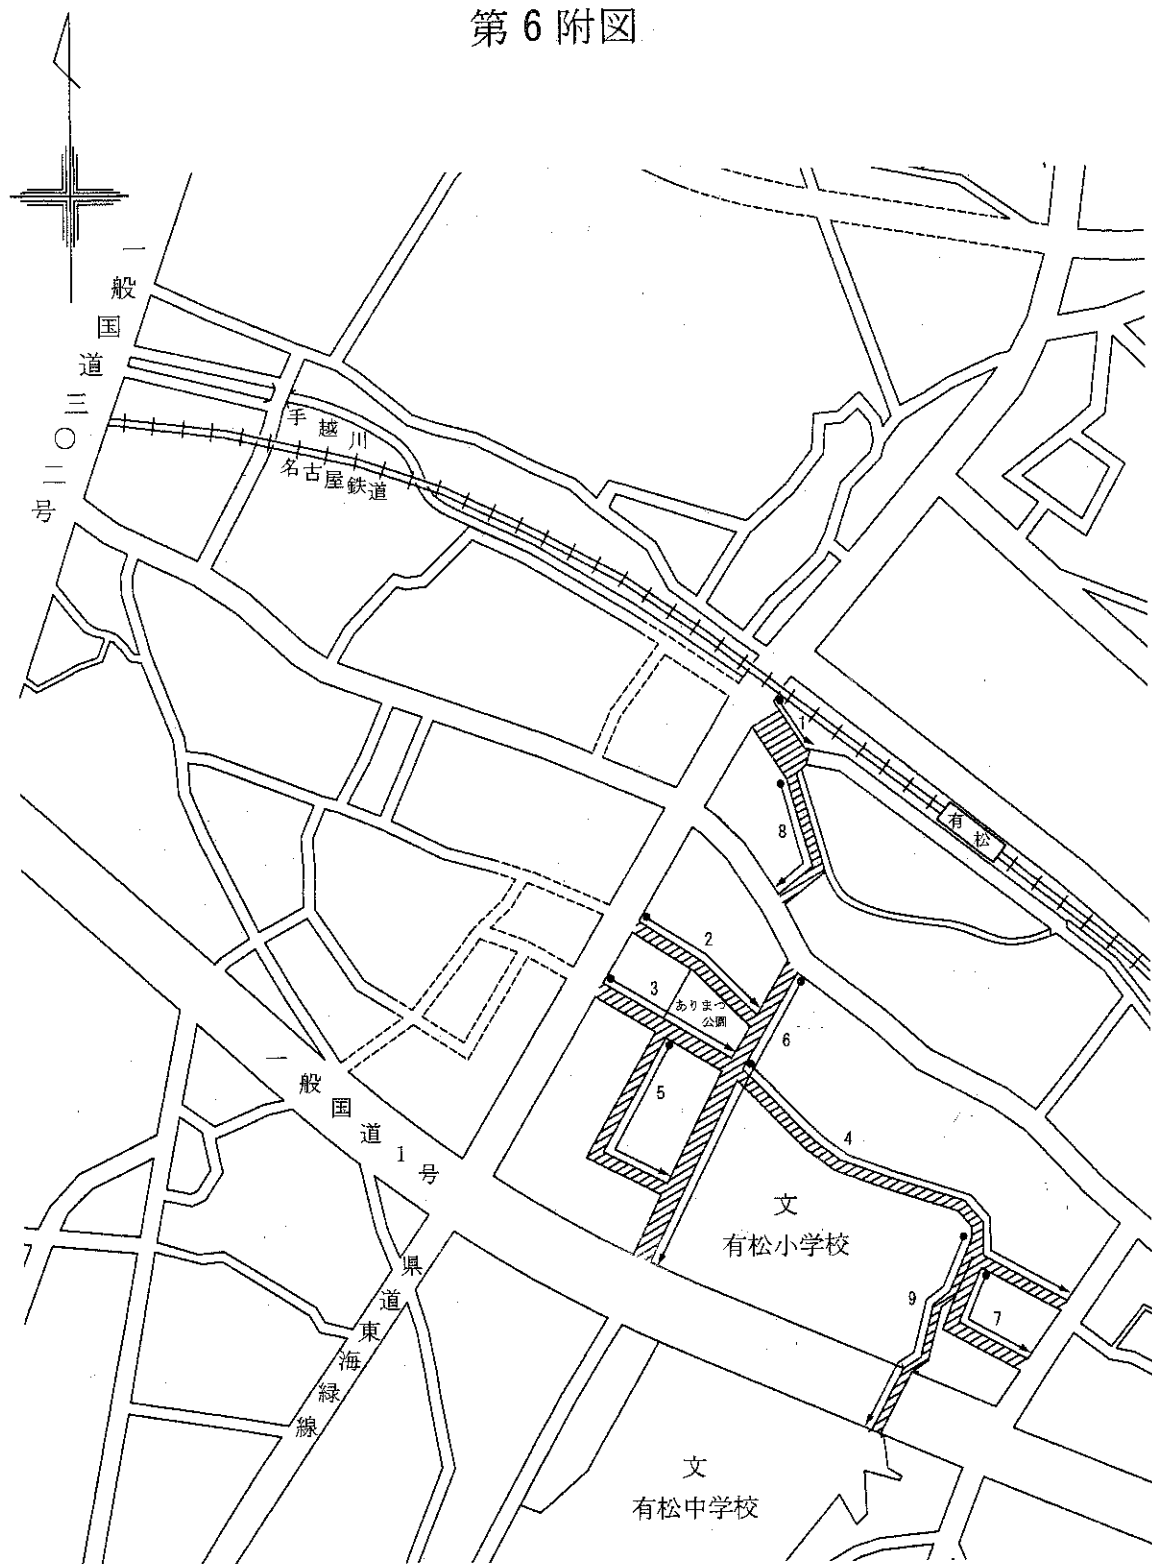 第6附図
一般国道三〇二号
手越川
名古屋鉄道
1
有松
8
2
3
ありまつ
公園
6
5
4
一般国道1号
文
有松小学校
県道東海緑線
9
7
文
有松中学校